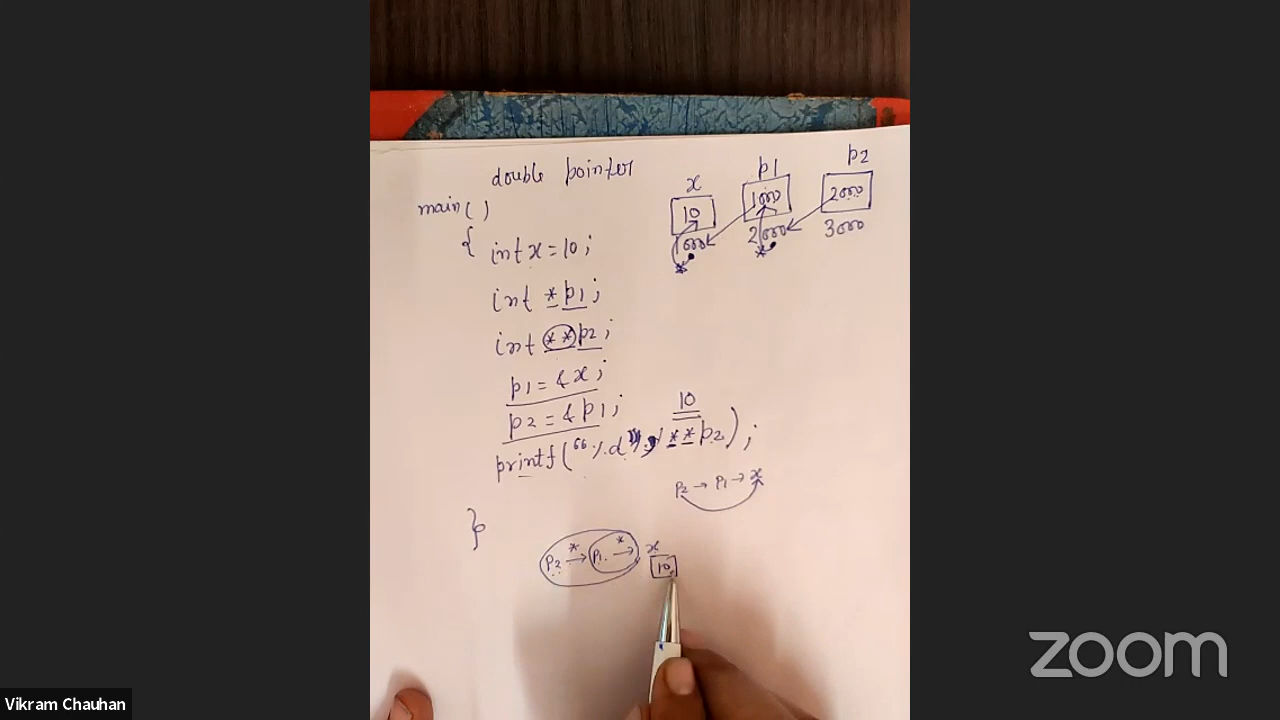 double pointer
main()
{
int x = 10;
int *p1;
int **p2;
p1 = &x;
p2 = &p1;
10
printf("%d", **p2);
}
x
10
1000
*
p1
1000
2000
*
p2
2000
3000
p2 → p1 → x
p2 * → p1 * → x
10
zoom
Vikram Chauhan